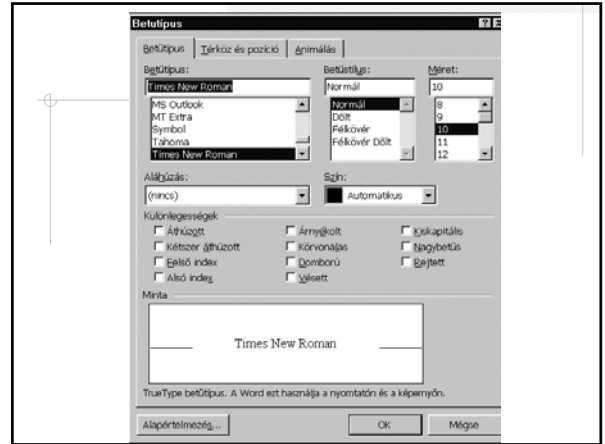 Betűtípus
Betűtípus Térköz és pozíció Animálás
Betűtípus: Betűstílus: Méret:
Times New Roman Normál 10
MS Outlook Normál 8
MT Extra Dőlt 9
Symbol Félkövér 10
Tahoma Félkövér Dőlt 11
Times New Roman 12
Aláhúzás: Szín:
(nincs) Automatikus
Különlegességek
Áthúzott Árnyékolt Kiskapitális
Kétszer áthúzott Körvonalas Nagybetűs
Felső index Domború Rejtett
Alsó index Vésett
Minta
Times New Roman
TrueType betűtípus. A Word ezt használja a nyomtatón és a képernyőn.
Alapértelmezés... OK Mégse